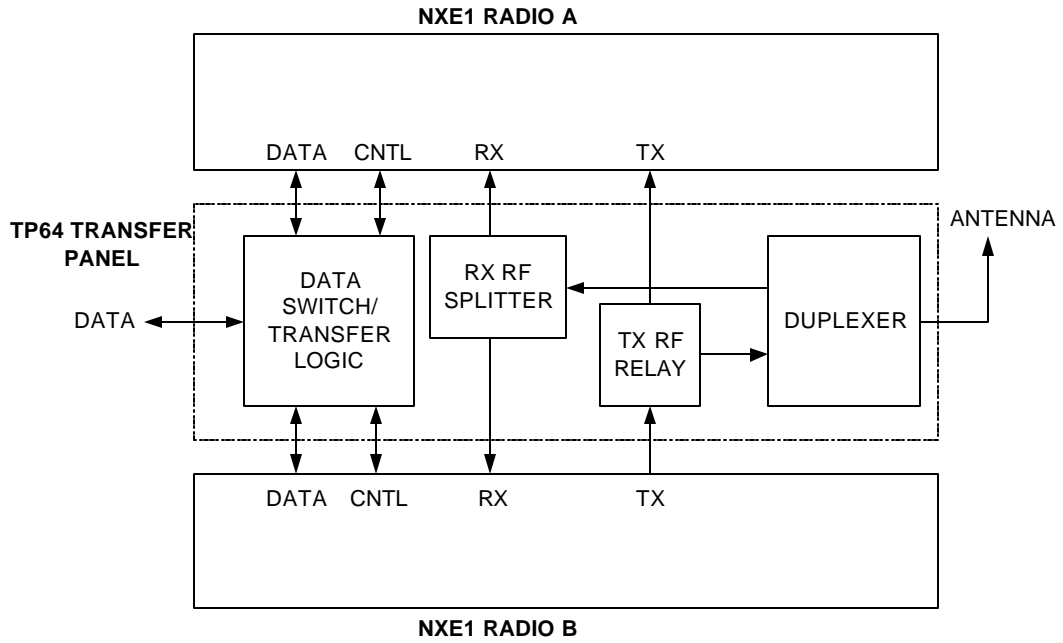 NXE1 RADIO A
DATA CNTL RX TX
TP64 TRANSFER
PANEL
ANTENNA
DATA
SWITCH/
TRANSFER
LOGIC
RX RF
SPLITTER
TX RF
RELAY
DUPLEXER
DATA
DATA CNTL RX TX
NXE1 RADIO B